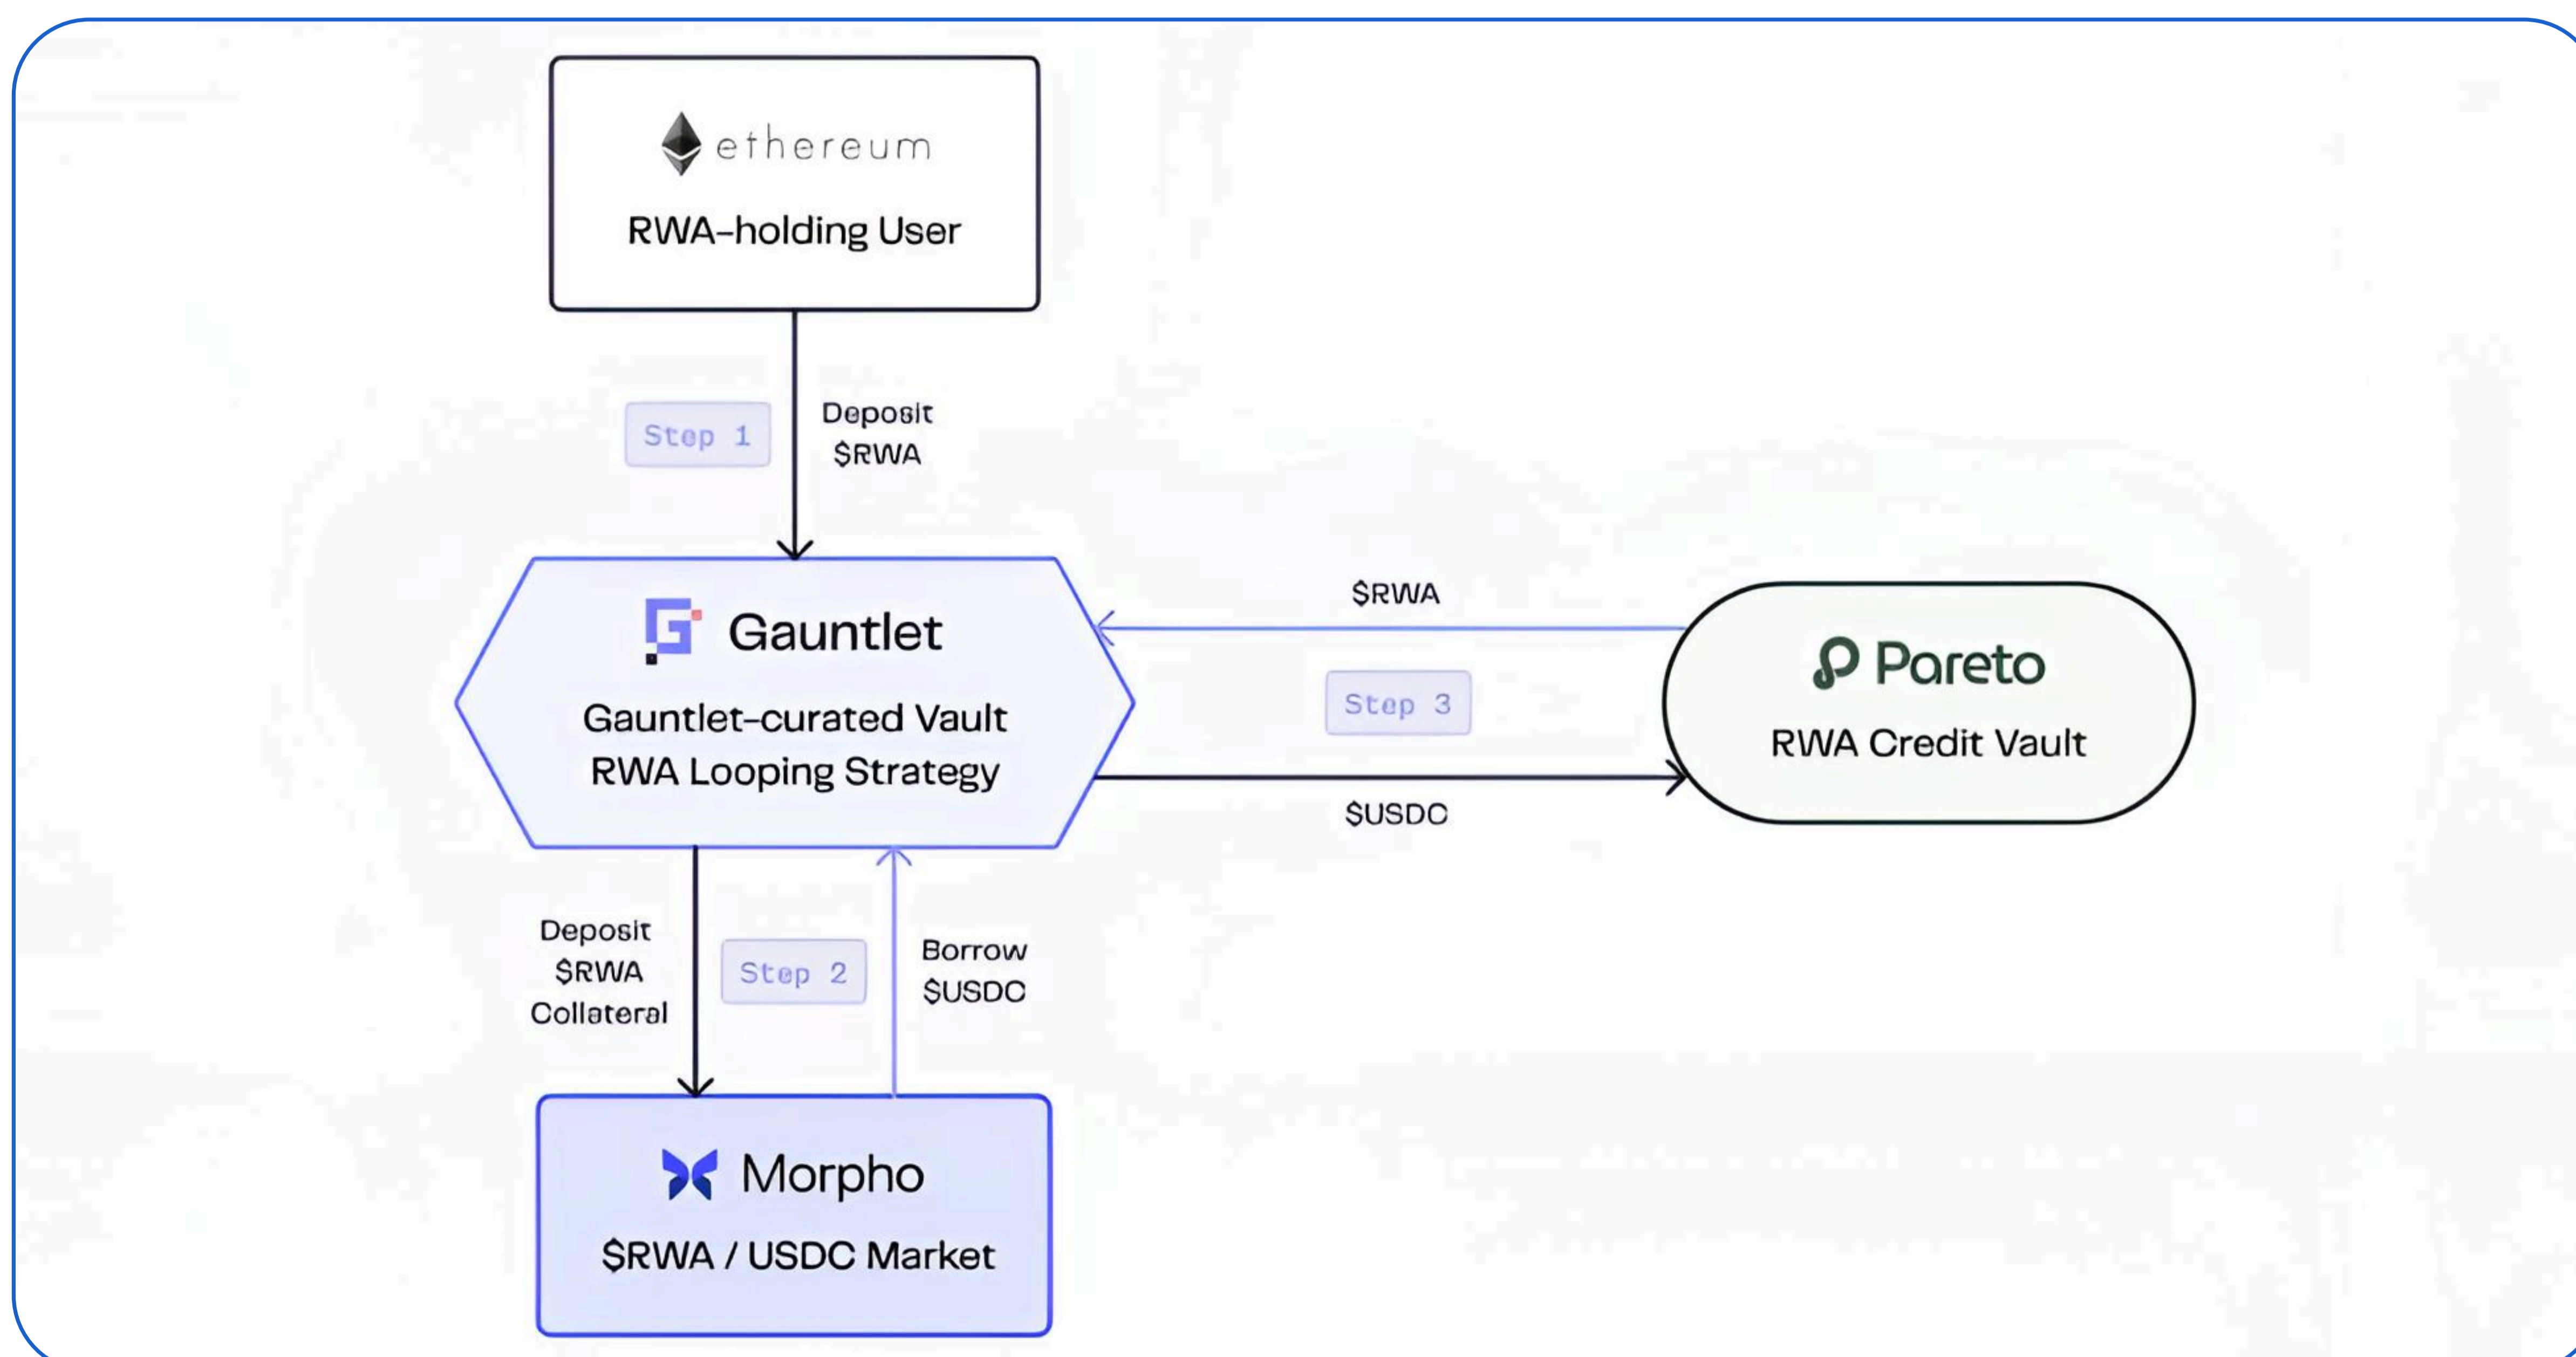 ethereum
RWA-holding User
Step 1
Deposit
$RWA
Gauntlet
Gauntlet-curated Vault
RWA Looping Strategy
$RWA
Step 3
$USDC
Pareto
RWA Credit Vault
Deposit
$RWA
Collateral
Step 2
Borrow
$USDC
Morpho
$RWA / USDC Market